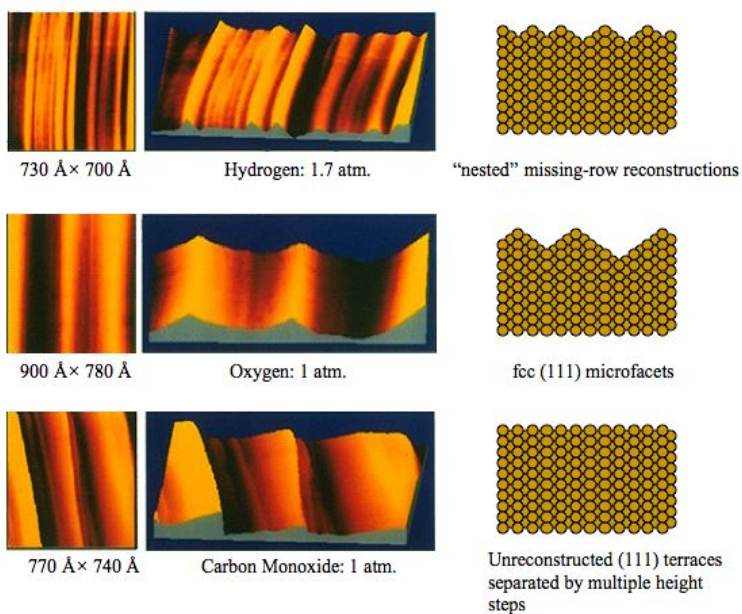 730 Å× 700 Å
Hydrogen: 1.7 atm.
“nested” missing-row reconstructions
900 Å× 780 Å
Oxygen: 1 atm.
fcc (111) microfacets
770 Å× 740 Å
Carbon Monoxide: 1 atm.
Unreconstructed (111) terraces
separated by multiple height
steps